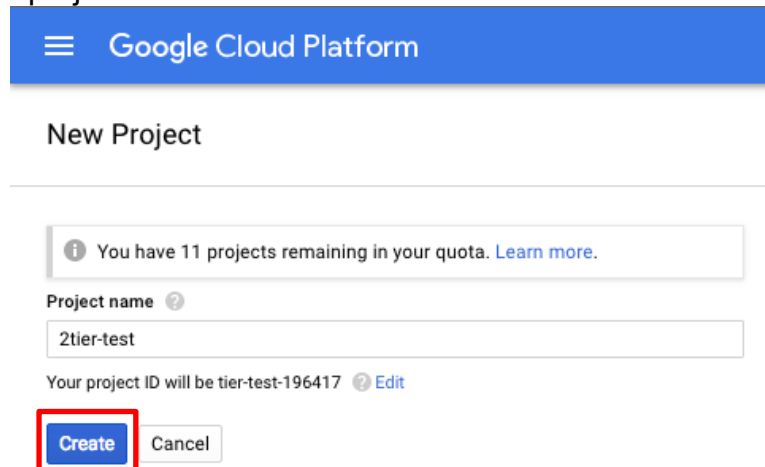 Google Cloud Platform
New Project
You have 11 projects remaining in your quota. Learn more.
Project name
2tier-test
Your project ID will be tier-test-196417 Edit
Create Cancel